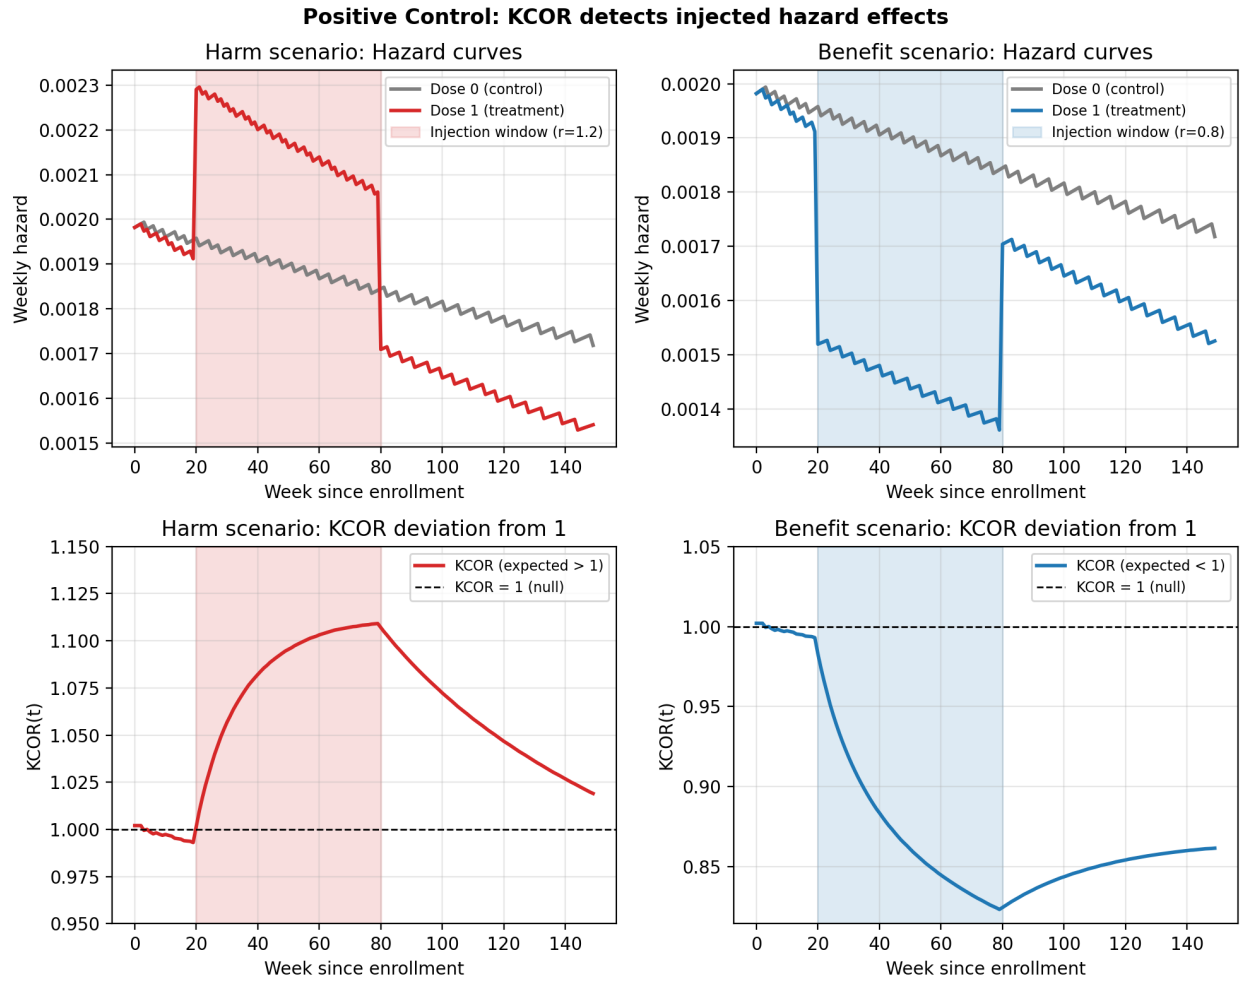 Positive Control: KCOR detects injected hazard effects
Harm scenario: Hazard curves
Weekly hazard
0.0023
0.0022
0.0021
0.0020
0.0019
0.0018
0.0017
0.0016
0.0015
Dose 0 (control)
Dose 1 (treatment)
Injection window (r=1.2)
0 20 40 60 80 100 120 140
Week since enrollment
Benefit scenario: Hazard curves
Weekly hazard
0.0020
0.0019
0.0018
0.0017
0.0016
0.0015
0.0014
Dose 0 (control)
Dose 1 (treatment)
Injection window (r=0.8)
0 20 40 60 80 100 120 140
Week since enrollment
Harm scenario: KCOR deviation from 1
KCOR(t)
1.150
1.125
1.100
1.075
1.050
1.025
1.000
0.975
0.950
KCOR (expected > 1)
KCOR = 1 (null)
0 20 40 60 80 100 120 140
Week since enrollment
Benefit scenario: KCOR deviation from 1
KCOR(t)
1.05
1.00
0.95
0.90
0.85
KCOR (expected < 1)
KCOR = 1 (null)
0 20 40 60 80 100 120 140
Week since enrollment